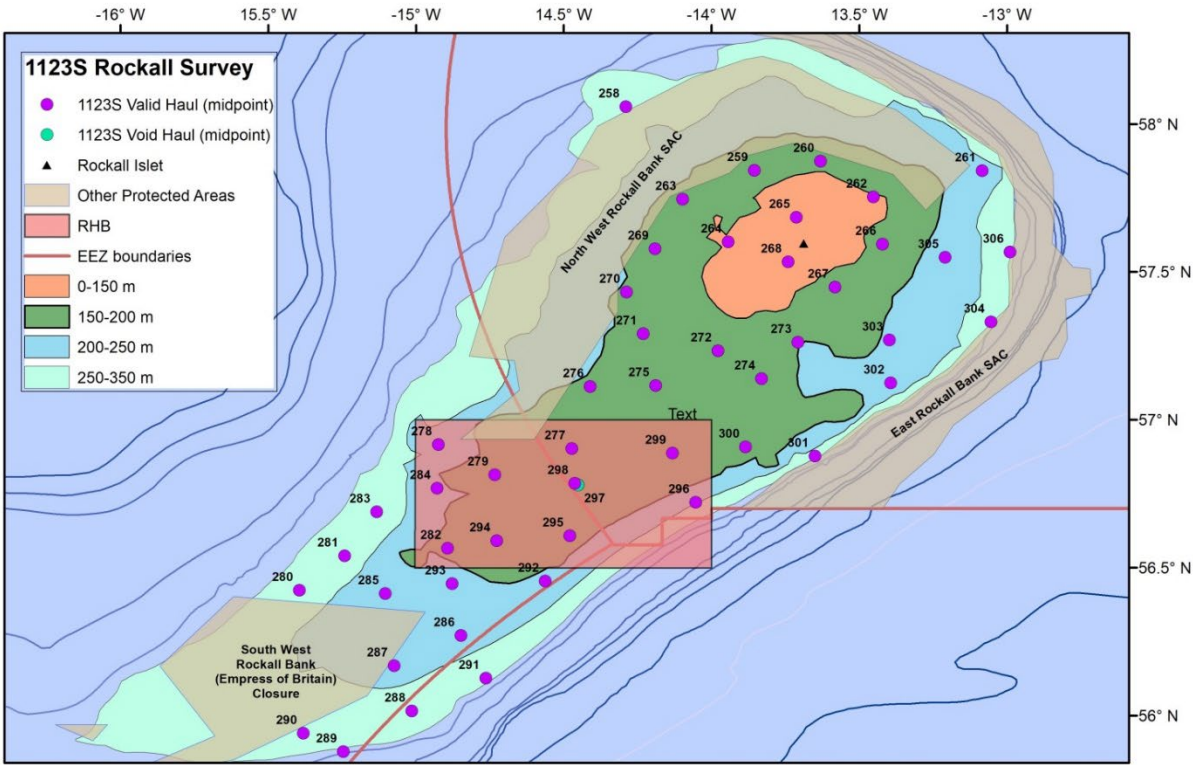 -16° W -15.5° W -15° W -14.5° W -14° W -13.5° W -13° W
1123S Rockall Survey
1123S Valid Haul (midpoint)
1123S Void Haul (midpoint)
Rockall Islet
Other Protected Areas
RHB
EEZ boundaries
0-150 m
150-200 m
200-250 m
250-350 m
258
58° N
North West Rockall Bank SAC
259
260
261
262
263
265
264
269
268
266
305
306
57.5° N
270
267
271
304
272
273
303
274
302
276
275
East Rockall Bank SAC
57° N
Text
278
277
299
300
301
279
298
284
297
296
283
294
295
282
281
293
292
56.5° N
280
285
286
South West
Rockall Bank
(Empress of Britain)
Closure
287
291
288
290
289
56° N